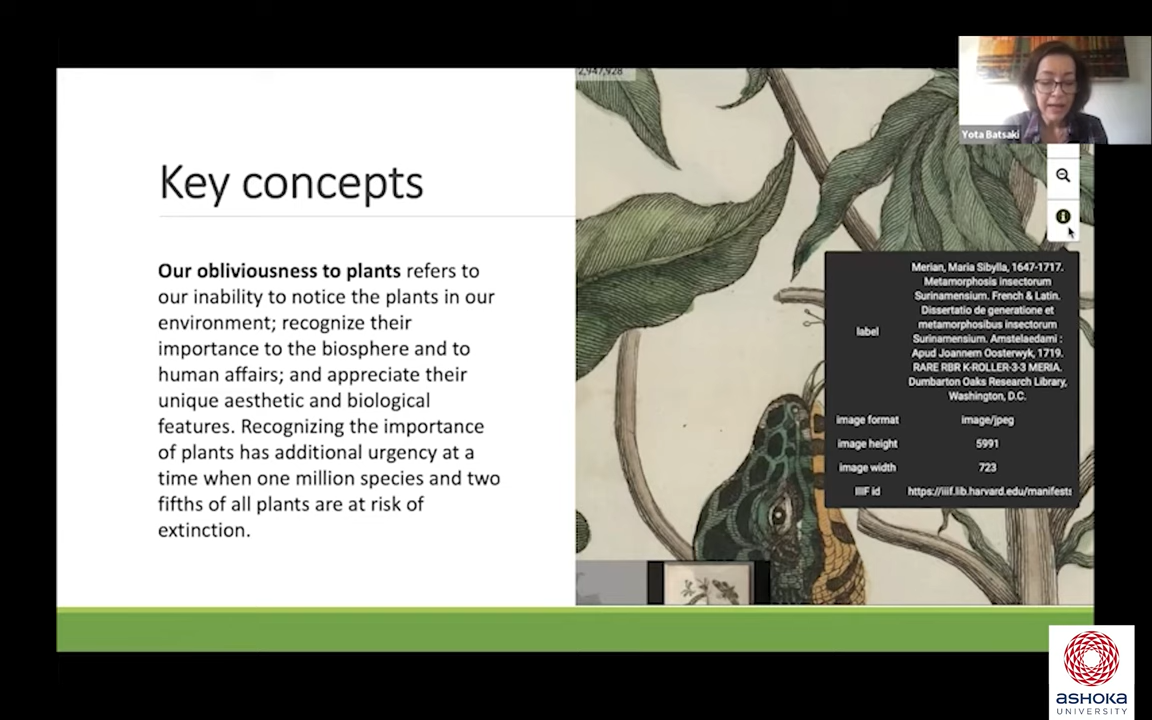 2,947,928
Yota Batsaki
Key concepts
Our obliviousness to plants refers to
our inability to notice the plants in our
environment; recognize their
importance to the biosphere and to
human affairs; and appreciate their
unique aesthetic and biological
features. Recognizing the importance
of plants has additional urgency at a
time when one million species and two
fifths of all plants are at risk of
extinction.
label
Merian, Maria Sibylla, 1647-1717.
Metamorphosis insectorum
Surinamensium. French & Latin.
Dissertatio de generatione et
metamorphosibus insectorum
Surinamensium. Amstelaedami :
Apud Joannem Oosterwyk, 1719.
RARE RBR K-ROLLER-3-3 MERIA.
Dumbarton Oaks Research Library,
Washington, D.C.
image format image/jpeg
image height 5991
image width 723
IIIF id https://iiif.lib.harvard.edu/manifests
ASHOKA
UNIVERSITY